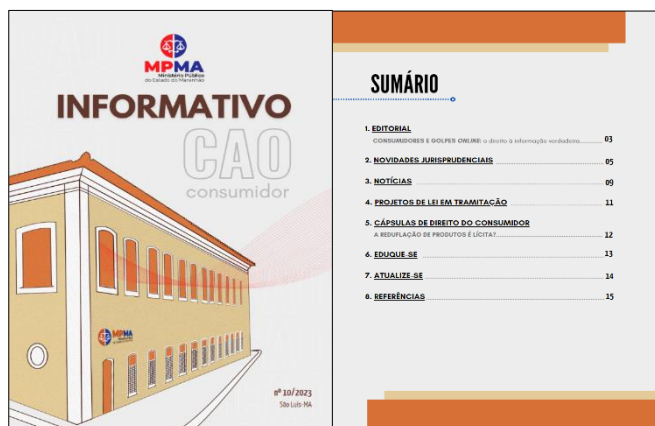 MPMA
Ministério Público
do Estado do Maranhão
INFORMATIVO
CAO
consumidor
MPMA
nº 10/2023
São Luís-MA
SUMÁRIO
1. EDITORIAL
CONSUMIDORES E GOLPES ONLINE: o direito à informação verdadeira 03
2. NOVIDADES JURISPRUDENCIAIS 05
3. NOTÍCIAS 09
4. PROJETOS DE LEI EM TRAMITAÇÃO 11
5. CÁPSULAS DE DIREITO DO CONSUMIDOR
A REDUFLAÇÃO DE PRODUTOS É LÍCITA? 12
6. EDUQUE-SE 13
7. ATUALIZE-SE 14
8. REFERÊNCIAS 15